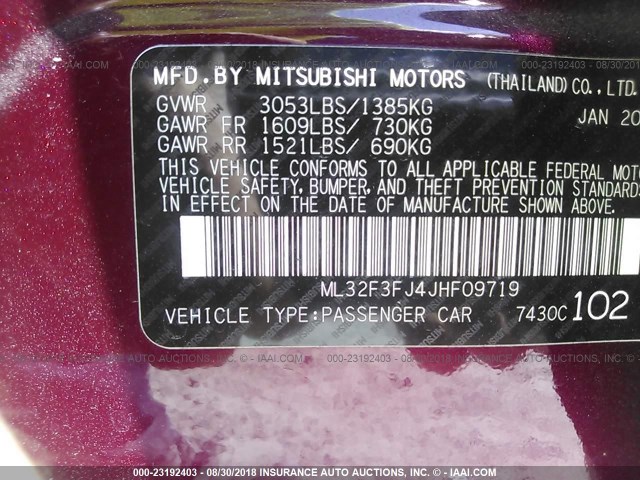 MFD.BY MITSUBISHI MOTORS (THAILAND)CO.,LTD.
JAN 20
GVWR 3053LBS/1385KG
GAWR FR 1609LBS/ 730KG
GAWR RR 1521LBS/ 690KG
THIS VEHICLE CONFORMS TO ALL APPLICABLE FEDERAL MOTO
VEHICLE SAFETY, BUMPER, AND THEFT PREVENTION STANDARDS
IN EFFECT ON THE DATE OF MANUFACTURE SHOWN ABOVE.
ML32F3FJ4JHF09719
VEHICLE TYPE:PASSENGER CAR 7430C 102
000-23192403 - 08/30/2018 INSURANCE AUTO AUCTIONS, INC. - © IAAI.COM